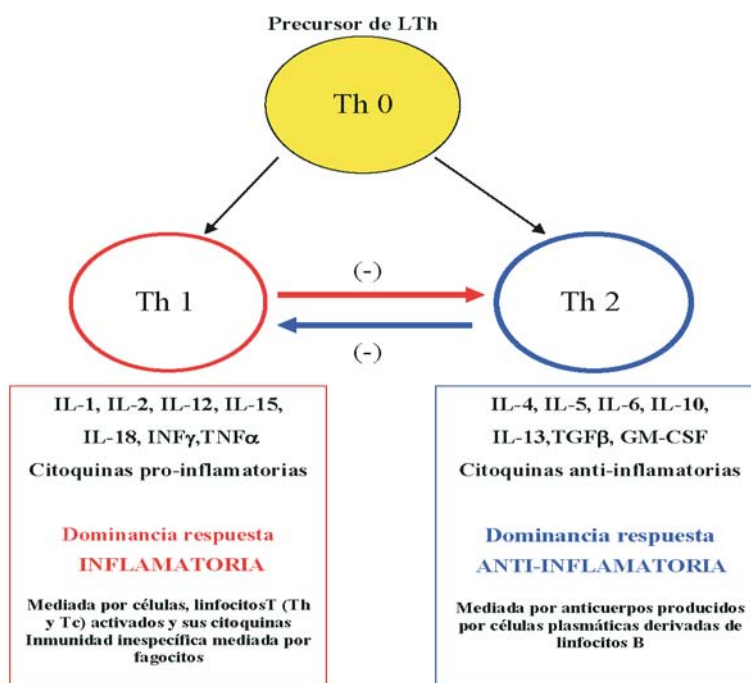 Precursor de LTh
Th 0
(-)
Th 1
Th 2
(-)
IL-1, IL-2, IL-12, IL-15,
IL-18, INFγ,TNFα
Citoquinas pro-inflamatorias
Dominancia respuesta
INFLAMATORIA
Mediada por células, linfocitosT (Th
y Tc) activados y sus citoquinas
Inmunidad inespecífica mediada por
fagocitos
IL-4, IL-5, IL-6, IL-10,
IL-13,TGFβ, GM-CSF
Citoquinas anti-inflamatorias
Dominancia respuesta
ANTI-INFLAMATORIA
Mediada por anticuerpos producidos
por células plasmáticas derivadas de
linfocitos B